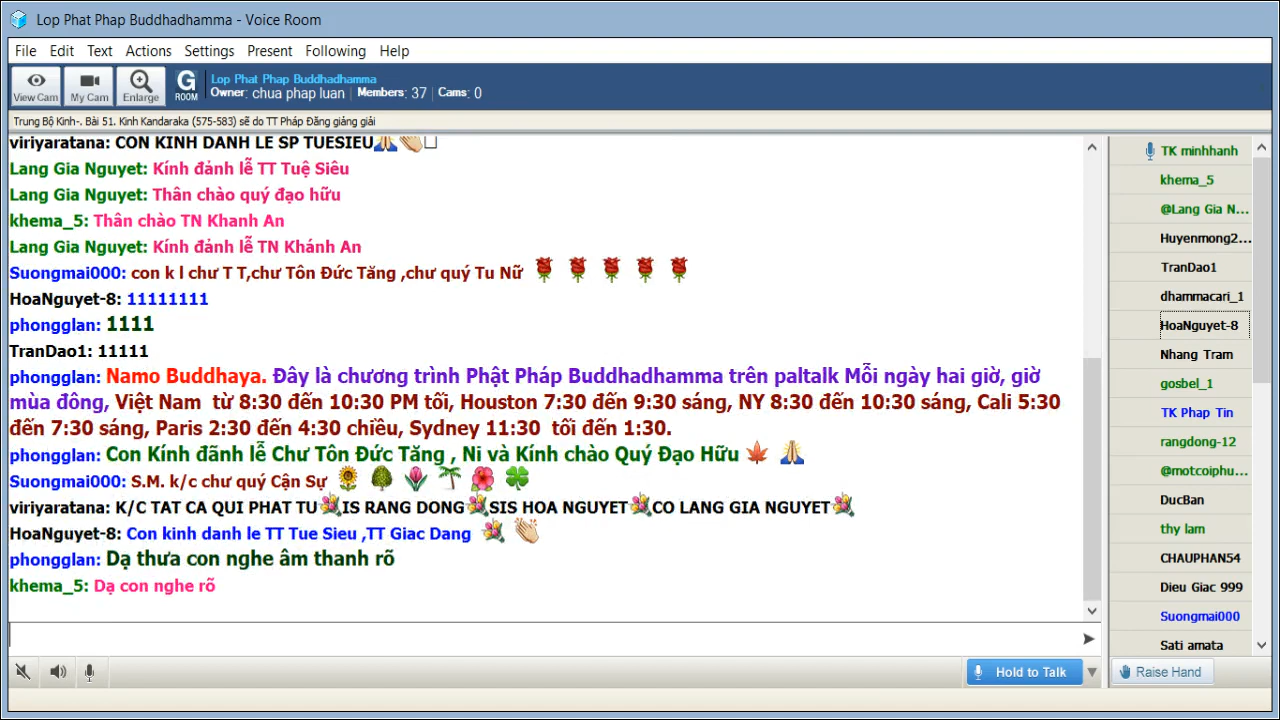 Lop Phat Phap Buddhadhamma - Voice Room
File Edit Text Actions Settings Present Following Help
View Cam My Cam Enlarge G ROOM Lop Phat Phap Buddhadhamma
Owner: chua phap luan Members: 37 Cams: 0
Trung Bộ Kinh-. Bài 51. Kinh Kandaraka (575-583) sẽ do TT Pháp Đăng giảng giải
viriyaratana: CON KINH DANH LE SP TUESIEU🙏👏□
Lang Gia Nguyet: Kính đảnh lễ TT Tuệ Siêu
Lang Gia Nguyet: Thân chào quý đạo hữu
khema_5: Thân chào TN Khanh An
Lang Gia Nguyet: Kính đảnh lễ TN Khánh An
Suongmai000: con k l chư T T,chư Tôn Đức Tăng ,chư quý Tu Nữ 🌹 🌹 🌹 🌹 🌹
HoaNguyet-8: 11111111
phongglan: 1111
TranDao1: 11111
phongglan: Namo Buddhaya. Đây là chương trình Phật Pháp Buddhadhamma trên paltalk Mỗi ngày hai giờ, giờ
mùa đông, Việt Nam từ 8:30 đến 10:30 PM tối, Houston 7:30 đến 9:30 sáng, NY 8:30 đến 10:30 sáng, Cali 5:30
đến 7:30 sáng, Paris 2:30 đến 4:30 chiều, Sydney 11:30 tối đến 1:30.
phongglan: Con Kính đãnh lễ Chư Tôn Đức Tăng , Ni và Kính chào Quý Đạo Hữu 🍁 🙏
Suongmai000: S.M. k/c chư quý Cận Sự 🌻 🌳 🌷 🌴 🌺 🍀
viriyaratana: K/C TAT CA QUI PHAT TU💐IS RANG DONG💐SIS HOA NGUYET💐CO LANG GIA NGUYET💐
HoaNguyet-8: Con kinh danh le TT Tue Sieu ,TT Giac Dang 💐 👏
phongglan: Dạ thưa con nghe âm thanh rõ
khema_5: Dạ con nghe rõ
Hold to Talk
TK minhhanh
khema_5
@Lang Gia N...
Huyenmong2...
TranDao1
dhammacari_1
HoaNguyet-8
Nhang Tram
gosbel_1
TK Phap Tin
rangdong-12
@motcoiphu...
DucBan
thy lam
CHAUPHAN54
Dieu Giac 999
Suongmai000
Sati amata
Raise Hand